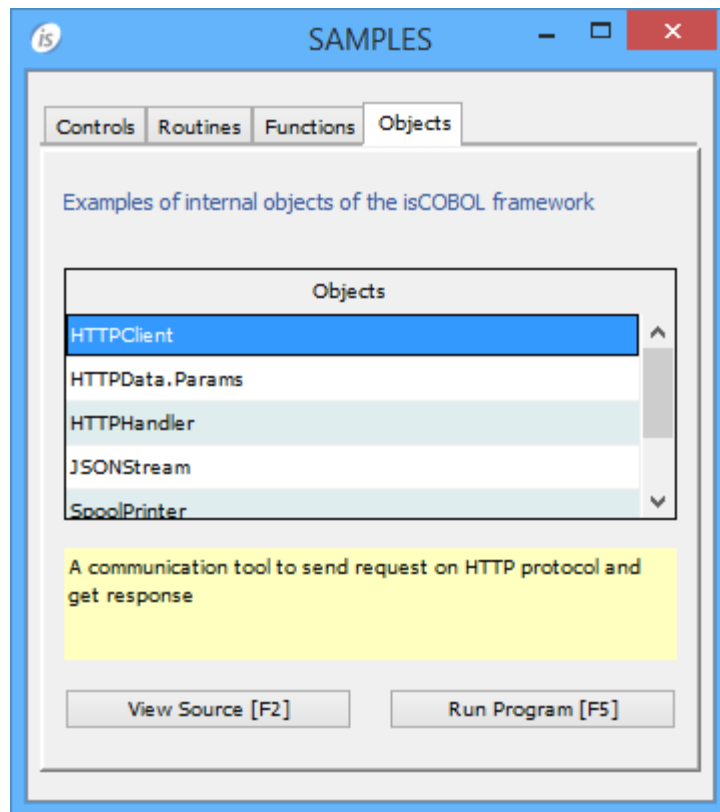 is
SAMPLES
Controls Routines Functions Objects
Examples of internal objects of the isCOBOL framework
Objects
HTTPClient
HTTPData.Params
HTTPHandler
JSONStream
SpoolPrinter
A communication tool to send request on HTTP protocol and
get response
View Source [F2] Run Program [F5]